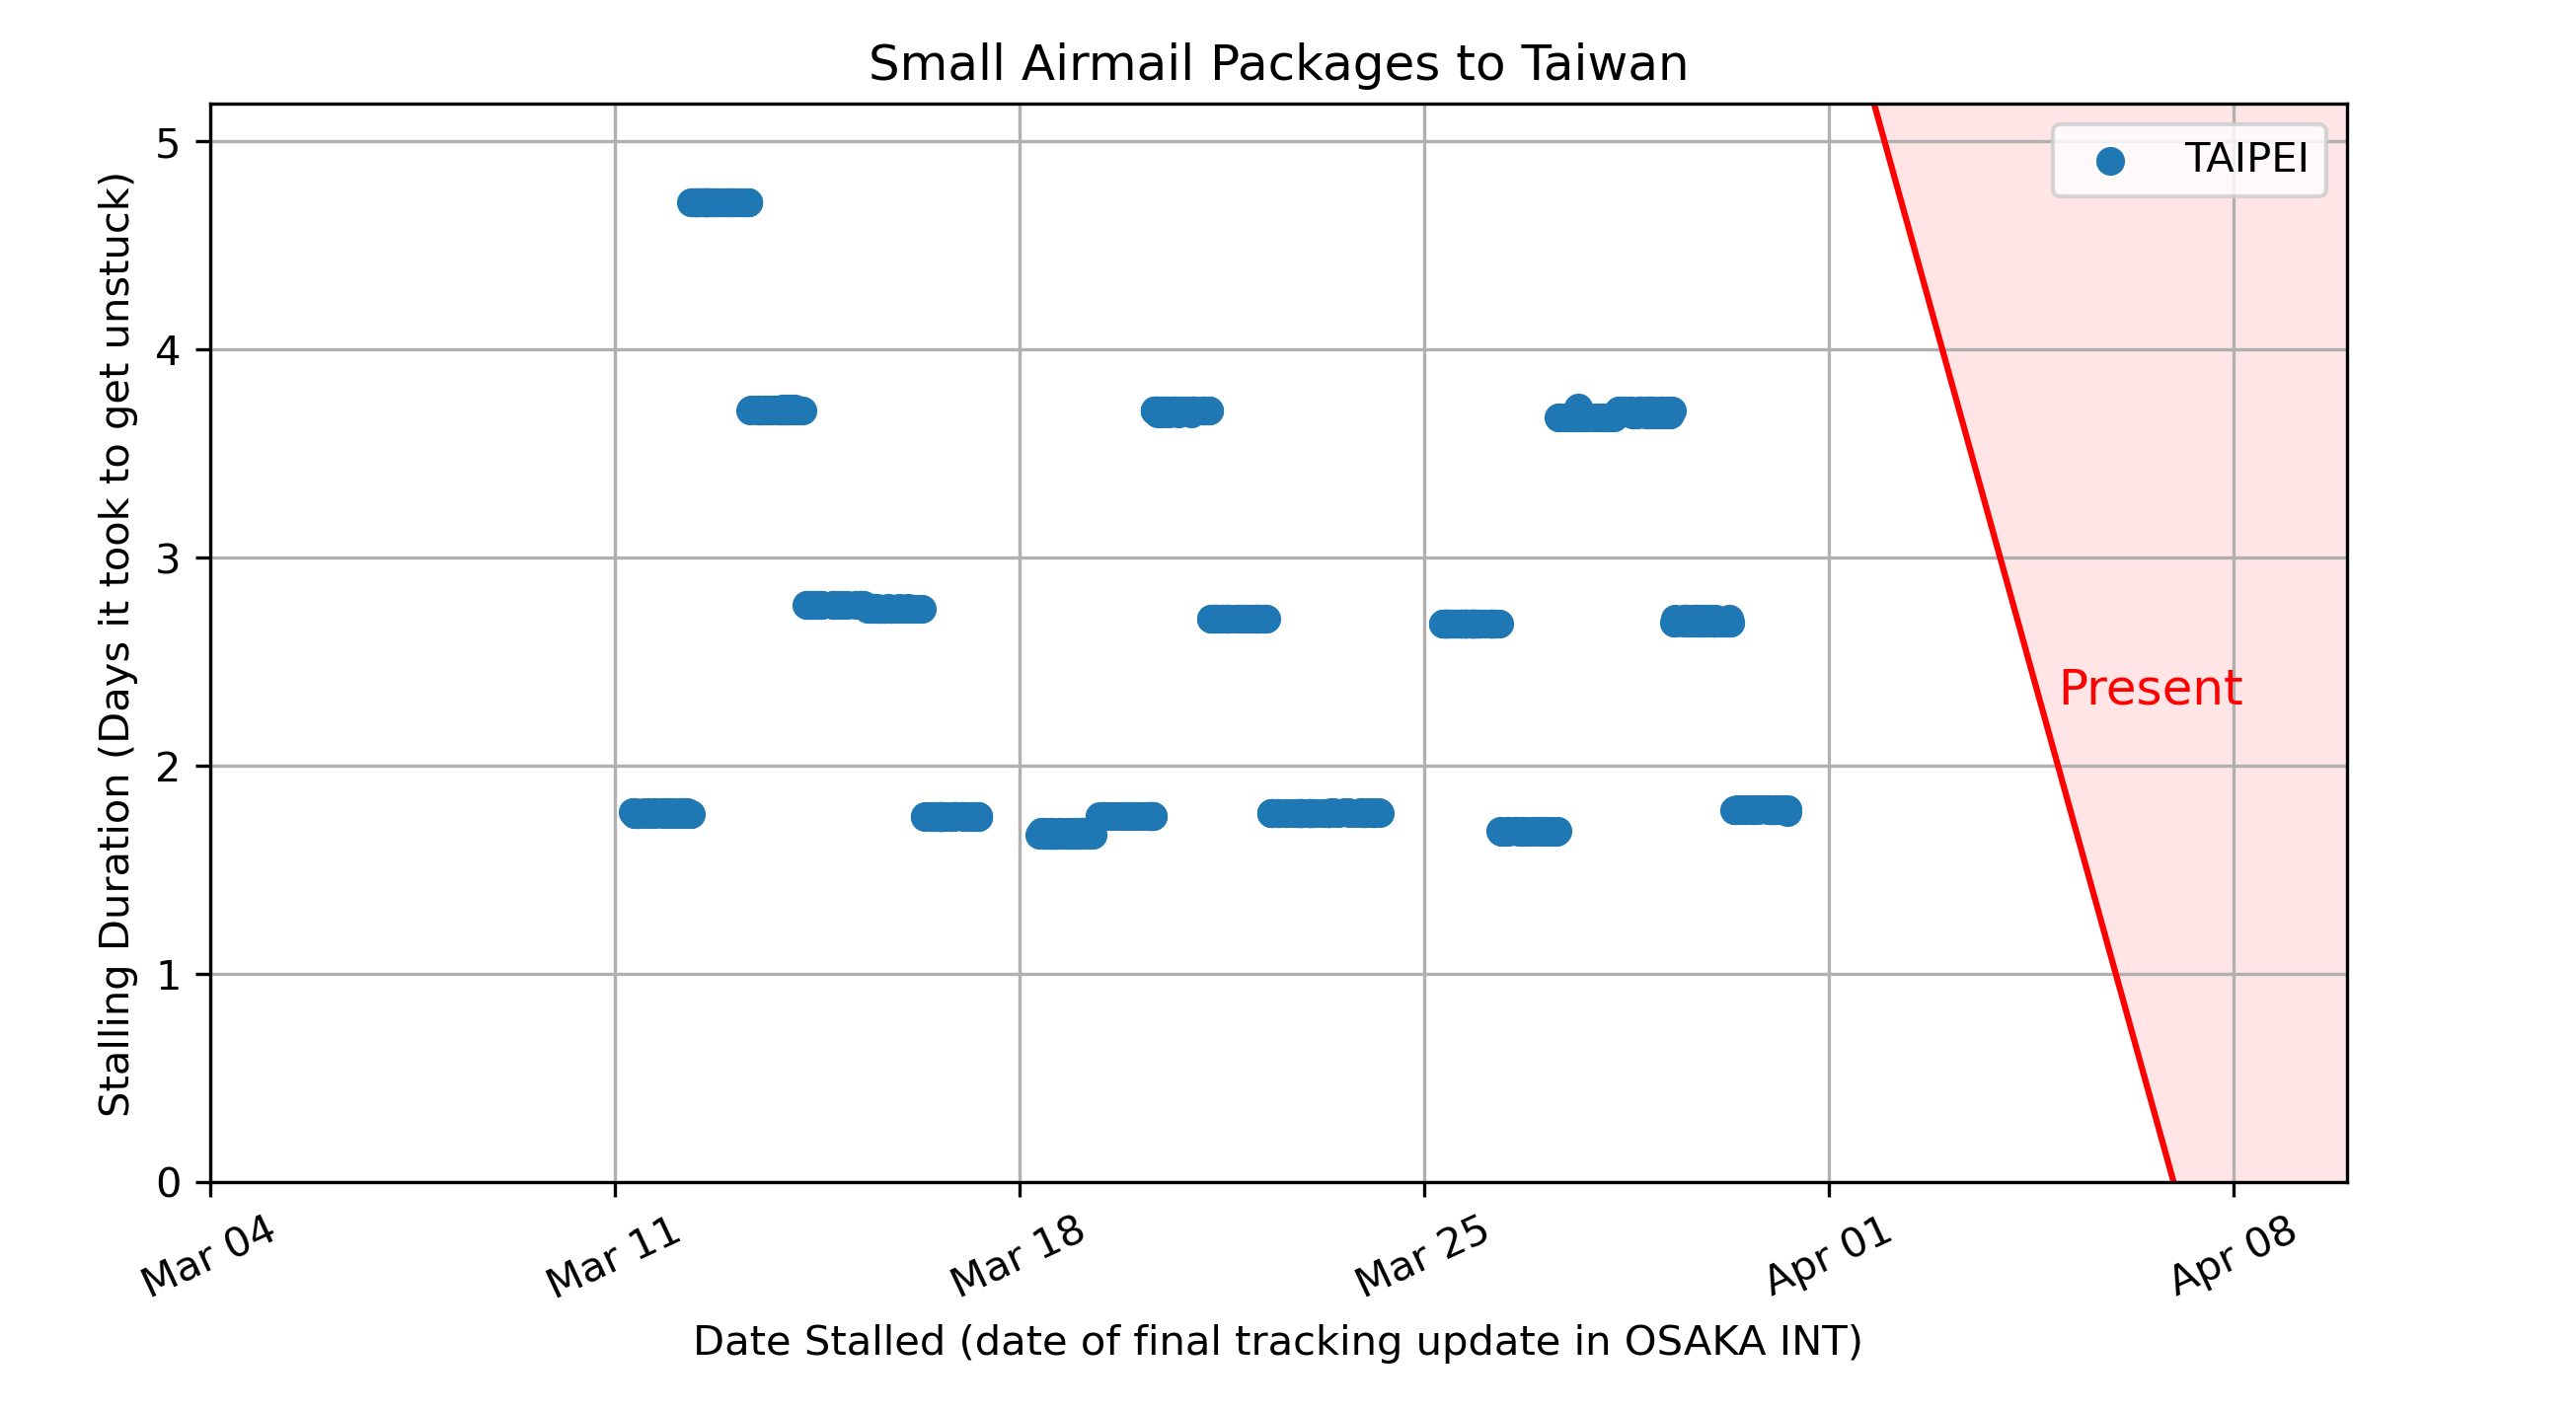 Small Airmail Packages to Taiwan
Stalling Duration (Days it took to get unstuck)
5
4
3
2
1
0
TAIPEI
Present
Mar 04
Mar 11
Mar 18
Mar 25
Apr 01
Apr 08
Date Stalled (date of final tracking update in OSAKA INT)